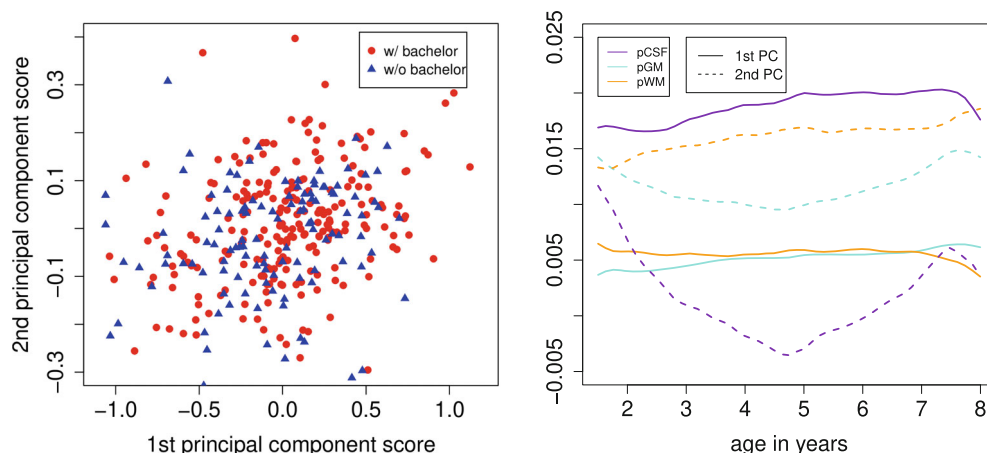 2nd principal component score
0.3
0.1
−0.1
−0.3
w/ bachelor
w/o bachelor
−1.0 −0.5 0.0 0.5 1.0
1st principal component score
0.025
0.015
0.005
−0.005
pCSF
pGM
pWM
1st PC
2nd PC
2 3 4 5 6 7 8
age in years